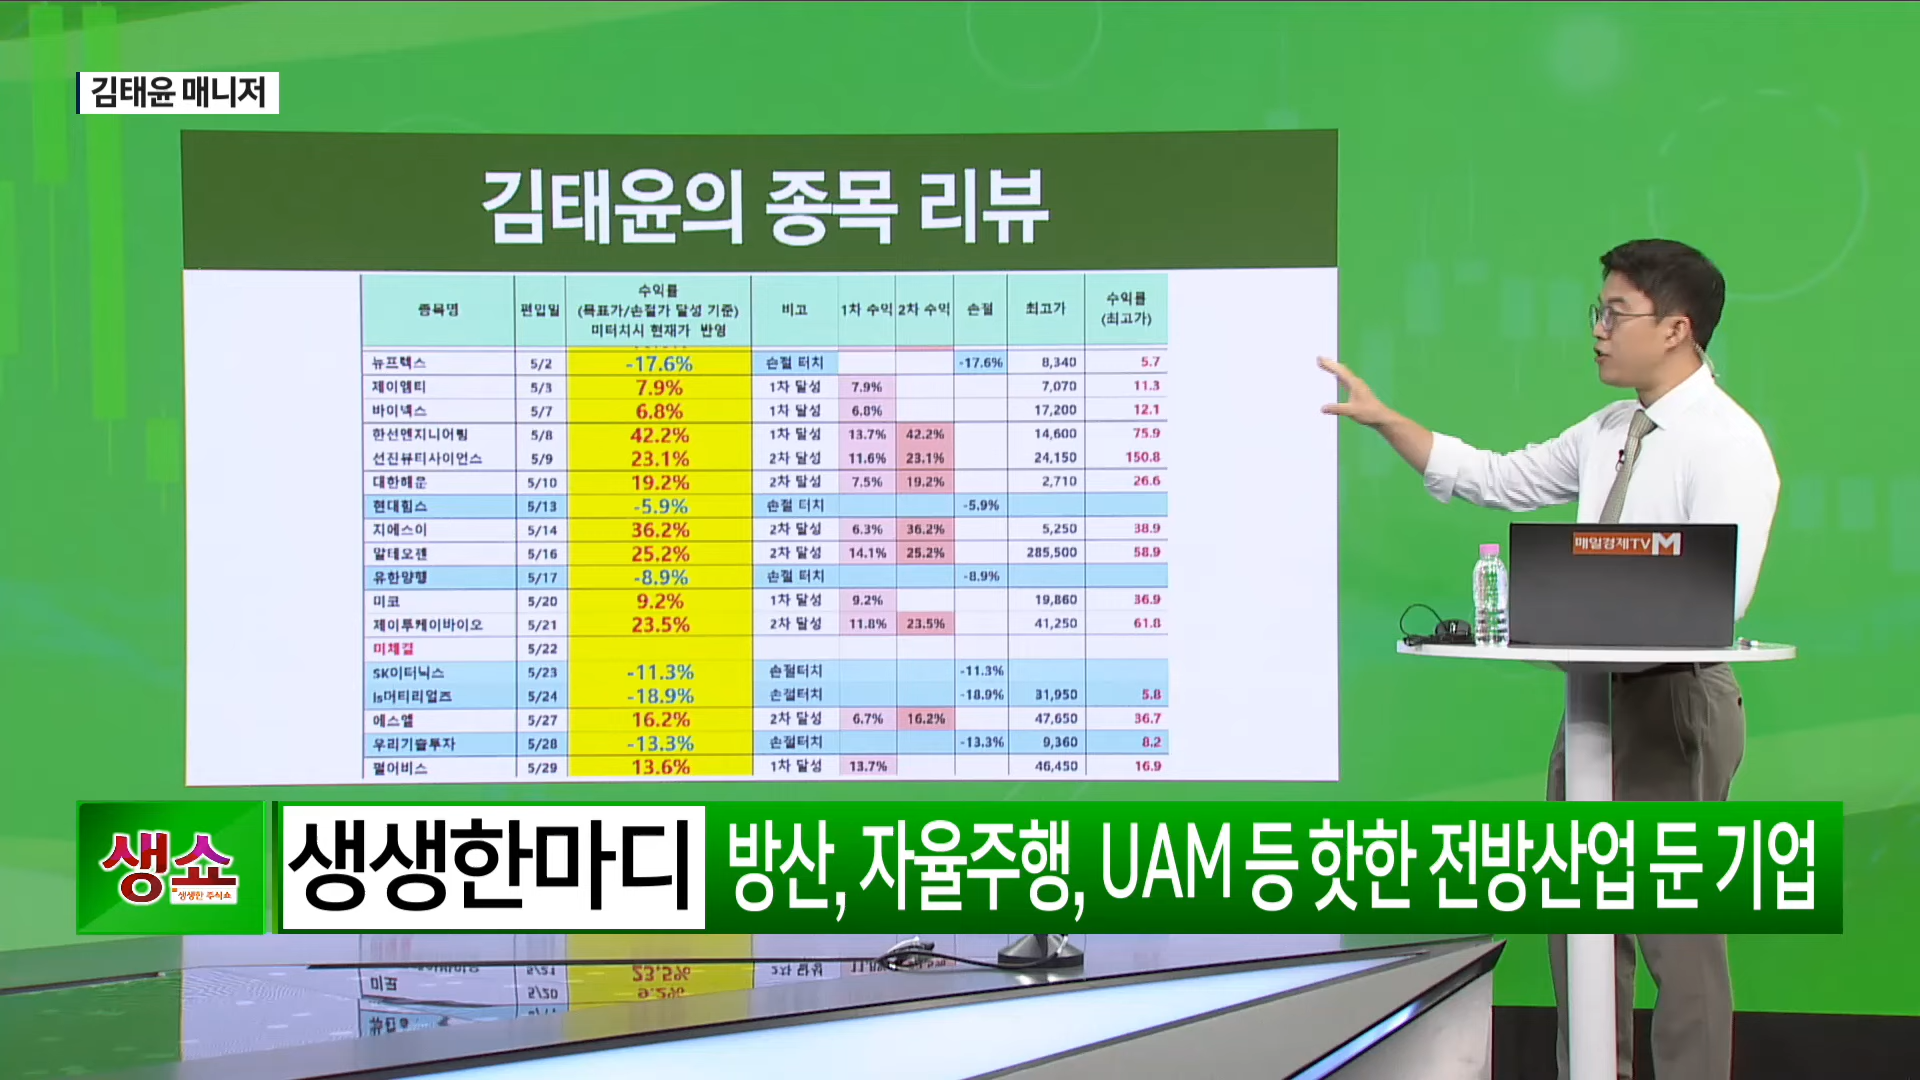 김태윤 매니저
김태윤의 종목 리뷰
종목명 편입일 수익률 (목표가/손절가 달성 기준) 미터치시 현재가 반영 비고 1차 수익 2차 수익 손절 최고가 수익률 (최고가)
뉴프렉스 5/2 -17.6% 손절 터치 -17.6% 8,340 5.7
제이엠티 5/3 7.9% 1차 달성 7.9% 7,070 11.3
바이넥스 5/7 6.8% 1차 달성 6.8% 17,200 12.1
한선엔지니어링 5/8 42.2% 1차 달성 13.7% 42.2% 14,600 75.9
선진뷰티사이언스 5/9 23.1% 2차 달성 11.6% 23.1% 24,150 150.8
대한해운 5/10 19.2% 2차 달성 7.5% 19.2% 2,710 26.6
현대힘스 5/13 -5.9% 손절 터치 -5.9%
지에스이 5/14 36.2% 2차 달성 6.3% 36.2% 5,250 38.9
알테오젠 5/16 25.2% 2차 달성 14.1% 25.2% 285,500 58.9
유한양행 5/17 -8.9% 손절 터치 -8.9%
미코 5/20 9.2% 1차 달성 9.2% 19,860 36.9
제이투케이바이오 5/21 23.5% 2차 달성 11.8% 23.5% 41,250 61.8
미체결 5/22
SK이터닉스 5/23 -11.3% 손절터치 -11.3%
ls머티리얼즈 5/24 -18.9% 손절터치 -18.9% 31,950 5.8
에스엘 5/27 16.2% 2차 달성 6.7% 16.2% 47,650 36.7
우리기술투자 5/28 -13.3% 손절터치 -13.3% 9,360 8.2
펄어비스 5/29 13.6% 1차 달성 13.7% 46,450 16.9
매일경제TV M
생쇼
생생한 주식쇼
생생한마디 방산, 자율주행, UAM 등 핫한 전방산업 둔 기업